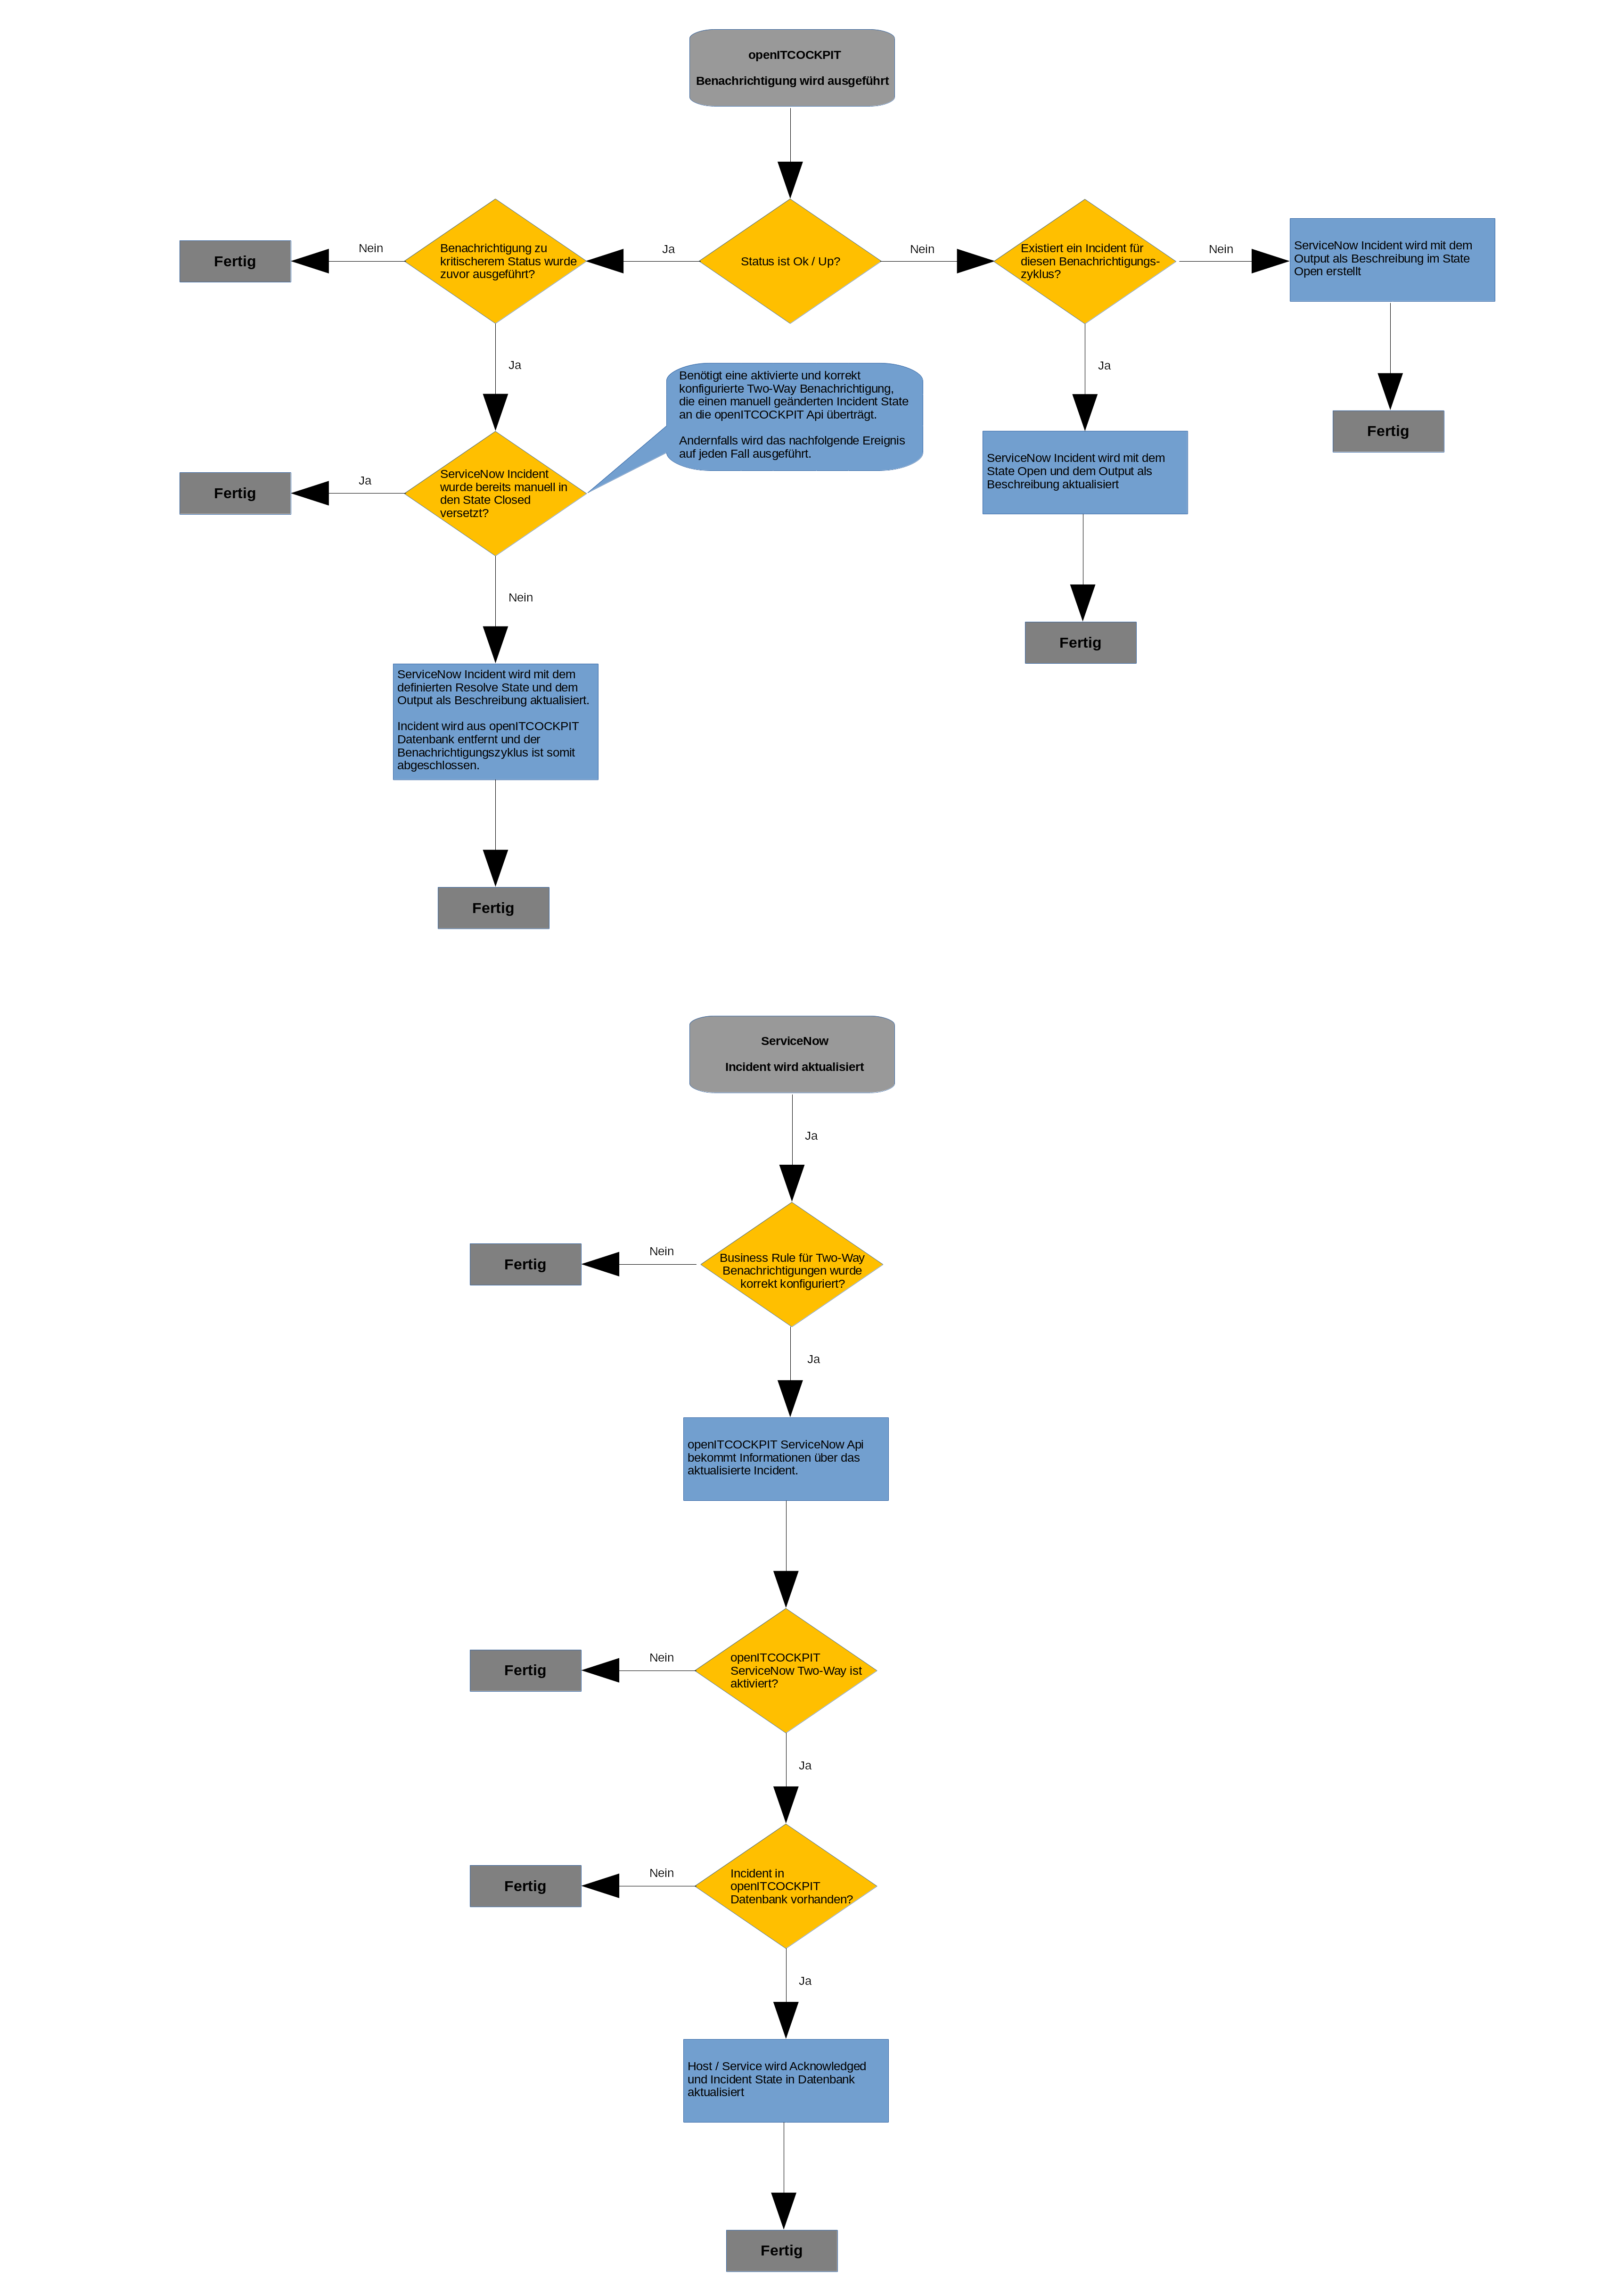 openITCOCKPIT
Benachrichtigung wird ausgeführt
Fertig
Nein
Benachrichtigung zu
kritischerem Status wurde
zuvor ausgeführt?
Ja
Status ist Ok / Up?
Nein
Existiert ein Incident für
diesen Benachrichtigungs-
zyklus?
Nein
ServiceNow Incident wird mit dem
Output als Beschreibung im State
Open erstellt
Ja
Ja
Fertig
Benötigt eine aktivierte und korrekt
konfigurierte Two-Way Benachrichtigung,
die einen manuell geänderten Incident State
an die openITCOCKPIT Api überträgt.
Andernfalls wird das nachfolgende Ereignis
auf jeden Fall ausgeführt.
Fertig
Ja
ServiceNow Incident
wurde bereits manuell in
den State Closed
versetzt?
ServiceNow Incident wird mit dem
State Open und dem Output als
Beschreibung aktualisiert
Nein
Fertig
ServiceNow Incident wird mit dem
definierten Resolve State und dem
Output als Beschreibung aktualisiert.
Incident wird aus openITCOCKPIT
Datenbank entfernt und der
Benachrichtigungszyklus ist somit
abgeschlossen.
Fertig
ServiceNow
Incident wird aktualisiert
Ja
Fertig
Nein
Business Rule für Two-Way
Benachrichtigungen wurde
korrekt konfiguriert?
Ja
openITCOCKPIT ServiceNow Api
bekommt Informationen über das
aktualisierte Incident.
Fertig
Nein
openITCOCKPIT
ServiceNow Two-Way ist
aktiviert?
Ja
Fertig
Nein
Incident in
openITCOCKPIT
Datenbank vorhanden?
Ja
Host / Service wird Acknowledged
und Incident State in Datenbank
aktualisiert
Fertig